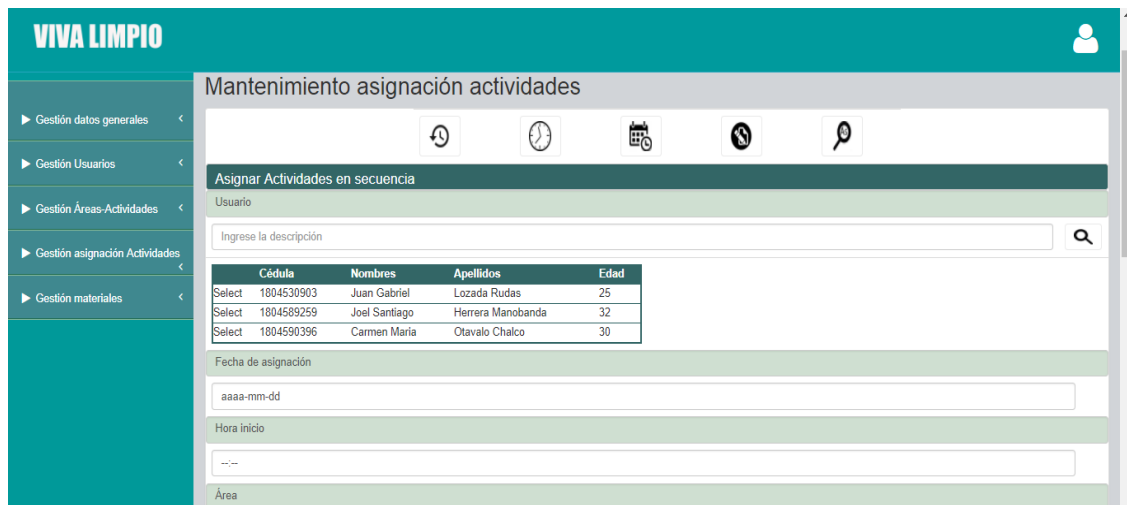 VIVA LIMPIO
Mantenimiento asignación actividades
Gestión datos generales
Gestión Usuarios
Gestión Áreas-Actividades
Gestión asignación Actividades
Gestión materiales
Asignar Actividades en secuencia
Usuario
Ingrese la descripción
Cédula Nombres Apellidos Edad
Select 1804530903 Juan Gabriel Lozada Rudas 25
Select 1804589259 Joel Santiago Herrera Manobanda 32
Select 1804590396 Carmen Maria Otavalo Chalco 30
Fecha de asignación
aaaa-mm-dd
Hora inicio
--:--
Área